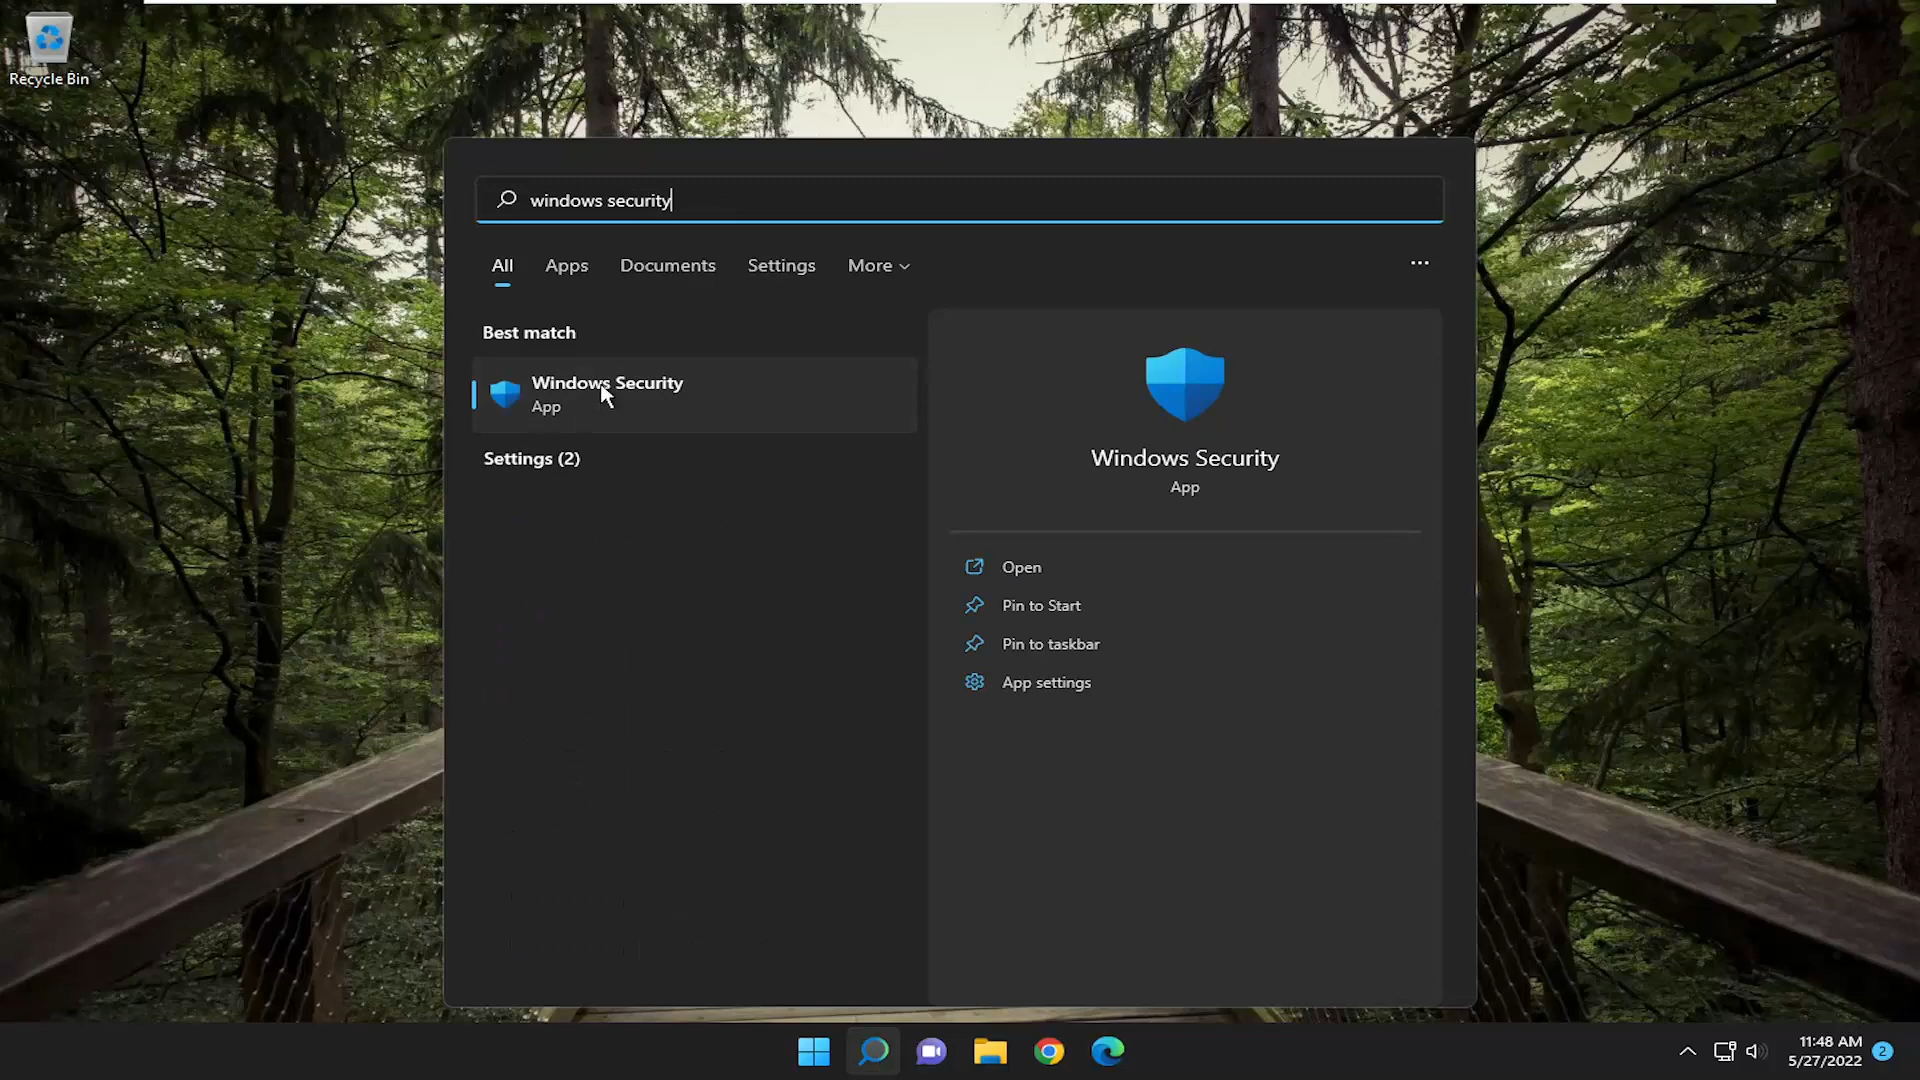 Recycle Bin
windows security
All Apps Documents Settings More
Best match
Windows Security
App
Settings (2)
Windows Security
App
Open
Pin to Start
Pin to taskbar
App settings
11:48 AM
5/27/2022
2